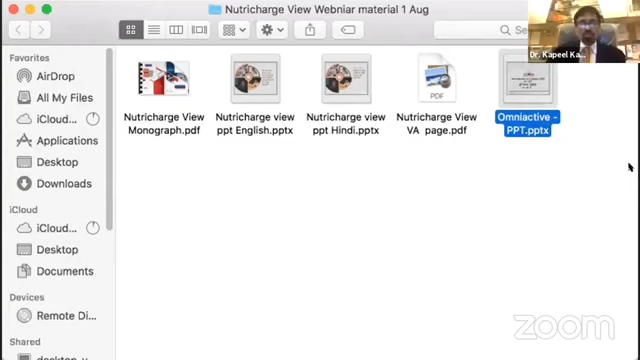 Nutricharge View Webniar material 1 Aug
Se
Dr. Kapeel Ka...
Favorites
AirDrop
All My Files
iCloud...
Applications
Desktop
Downloads
iCloud
iCloud...
Desktop
Documents
Devices
Remote Di...
Shared
Nutricharge View
Monograph.pdf
Nutricharge view
ppt English.pptx
Nutricharge view
ppt Hindi.pptx
PDF
Nutricharge View
VA page.pdf
Omniactive -
PPT.pptx
zoom